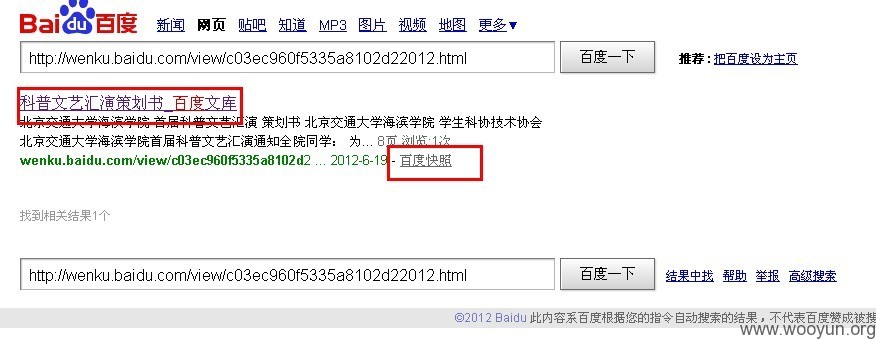 Bai du 百度 新闻 网页 贴吧 知道 MP3 图片 视频 地图 更多▼
http://wenku.baidu.com/view/c03ec960f5335a8102d22012.html 百度一下 推荐：把百度设为主页
科普文艺汇演策划书_百度文库
北京交通大学海滨学院 首届科普文艺汇演 策划书 北京交通大学海滨学院 学生科协技术协会
北京交通大学海滨学院首届科普文艺汇演通知全院同学： 为... 8页 浏览:1次
wenku.baidu.com/view/c03ec960f5335a8102d2 ... 2012-6-19 - 百度快照
找到相关结果1个
http://wenku.baidu.com/view/c03ec960f5335a8102d22012.html 百度一下 结果中找 帮助 举报 高级搜索
©2012 Baidu 此内容系百度根据您的指令自动搜索的结果，不代表百度赞成被搜
www.wooyun.org